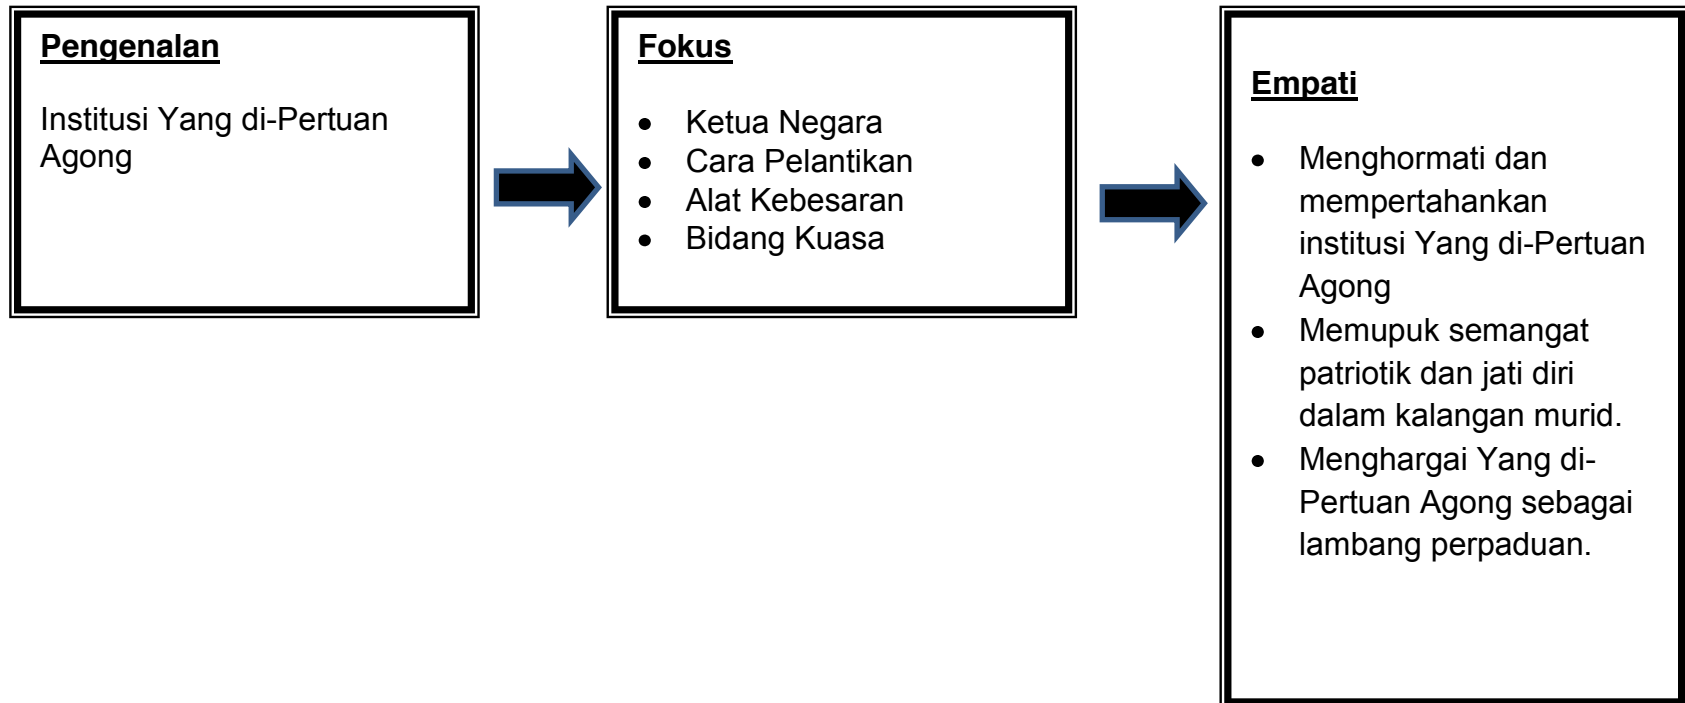 Pengenalan
Institusi Yang di-Pertuan
Agong
Fokus
• Ketua Negara
• Cara Pelantikan
• Alat Kebesaran
• Bidang Kuasa
Empati
• Menghormati dan
mempertahankan
institusi Yang di-Pertuan
Agong
• Memupuk semangat
patriotik dan jati diri
dalam kalangan murid.
• Menghargai Yang di-
Pertuan Agong sebagai
lambang perpaduan.